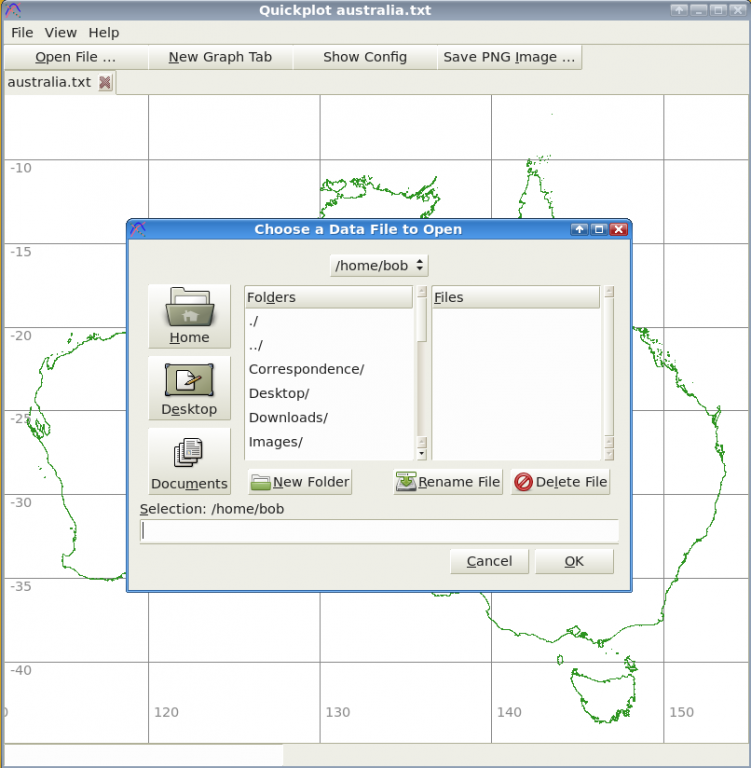 Quickplot australia.txt
File View Help
Open File ... New Graph Tab Show Config Save PNG Image ...
australia.txt
-10
-15
-20
-25
-30
-35
-40
120 130 140 150
Choose a Data File to Open
/home/bob
Home
Desktop
Documents
Folders
./
../
Correspondence/
Desktop/
Downloads/
Images/
Files
New Folder Rename File Delete File
Selection: /home/bob
Cancel OK